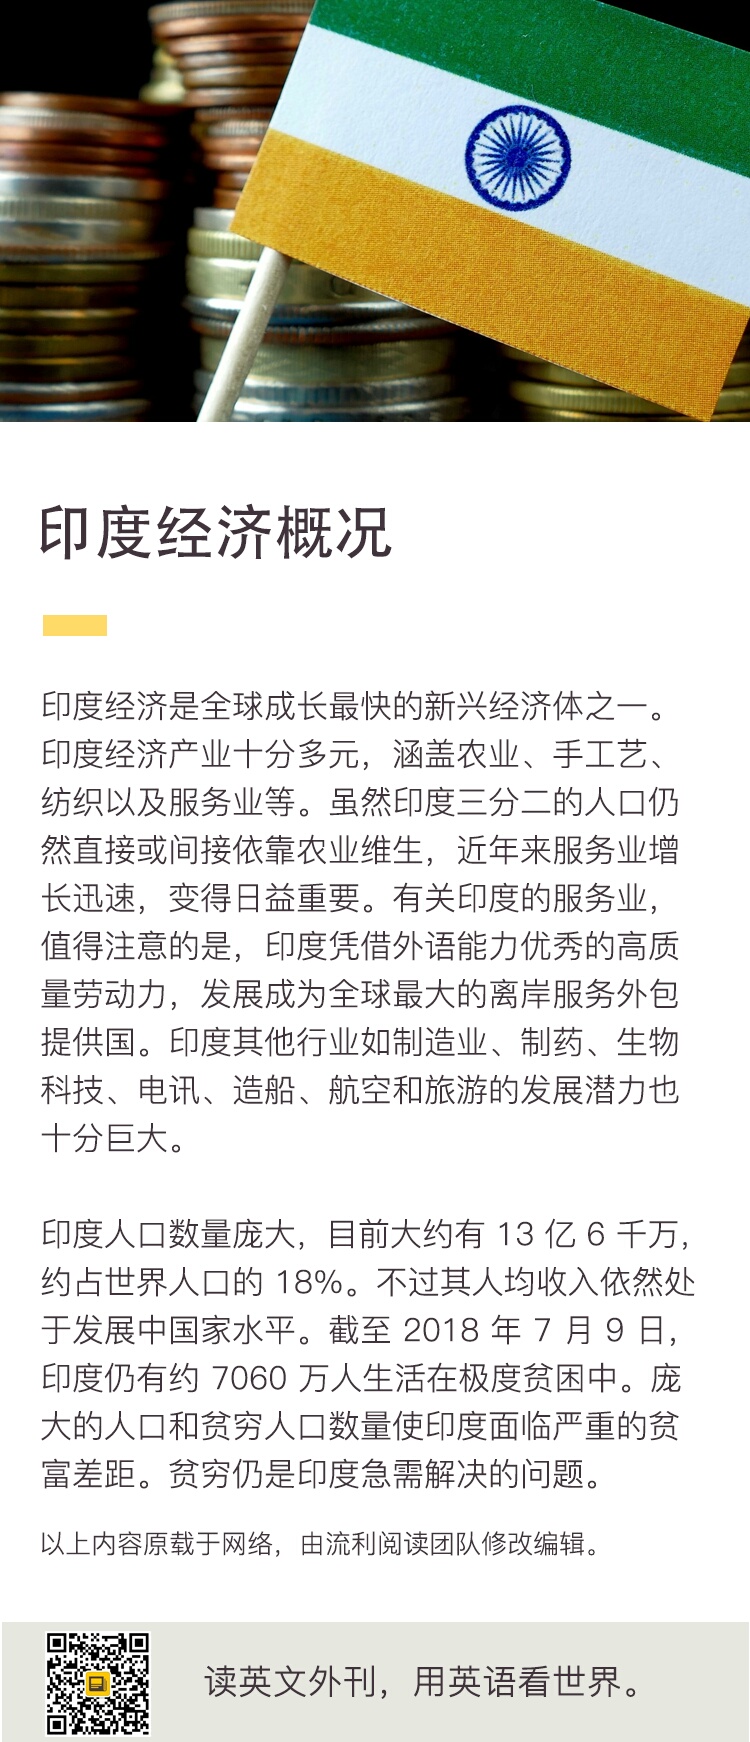 印度经济概况
印度经济是全球成长最快的新兴经济体之一。
印度经济产业十分多元，涵盖农业、手工艺、
纺织以及服务业等。虽然印度三分二的人口仍
然直接或间接依靠农业维生，近年来服务业增
长迅速，变得日益重要。有关印度的服务业，
值得注意的是，印度凭借外语能力优秀的高质
量劳动力，发展成为全球最大的离岸服务外包
提供国。印度其他行业如制造业、制药、生物
科技、电讯、造船、航空和旅游的发展潜力也
十分巨大。
印度人口数量庞大，目前大约有 13 亿 6 千万，
约占世界人口的 18%。不过其人均收入依然处
于发展中国家水平。截至 2018 年 7 月 9 日，
印度仍有约 7060 万人生活在极度贫困中。庞
大的人口和贫穷人口数量使印度面临严重的贫
富差距。贫穷仍是印度急需解决的问题。
以上内容原载于网络，由流利阅读团队修改编辑。
读英文外刊，用英语看世界。